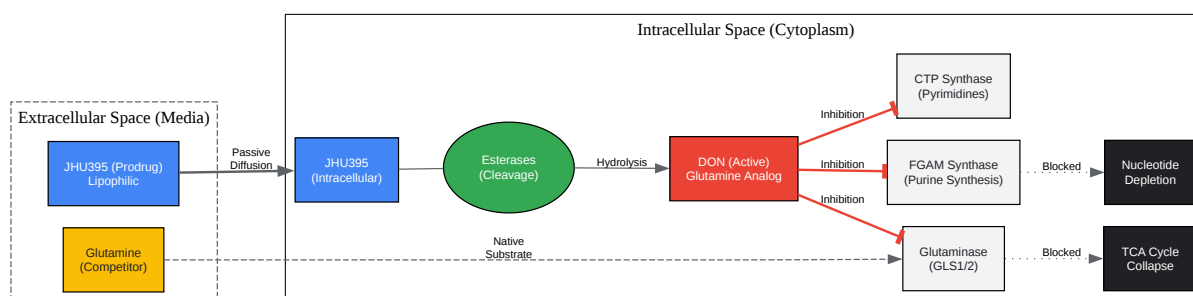 Intracellular Space (Cytoplasm)
Extracellular Space (Media)
JHU395 (Prodrug)
Lipophilic
Passive
Diffusion
JHU395
(Intracellular)
Esterases
(Cleavage)
Hydrolysis
DON (Active)
Glutamine Analog
Inhibition
CTP Synthase
(Pyrimidines)
Inhibition
FGAM Synthase
(Purine Synthesis)
Blocked
Nucleotide
Depletion
Inhibition
Glutamine
(Competitor)
Native
Substrate
Glutaminase
(GLS1/2)
Blocked
TCA Cycle
Collapse